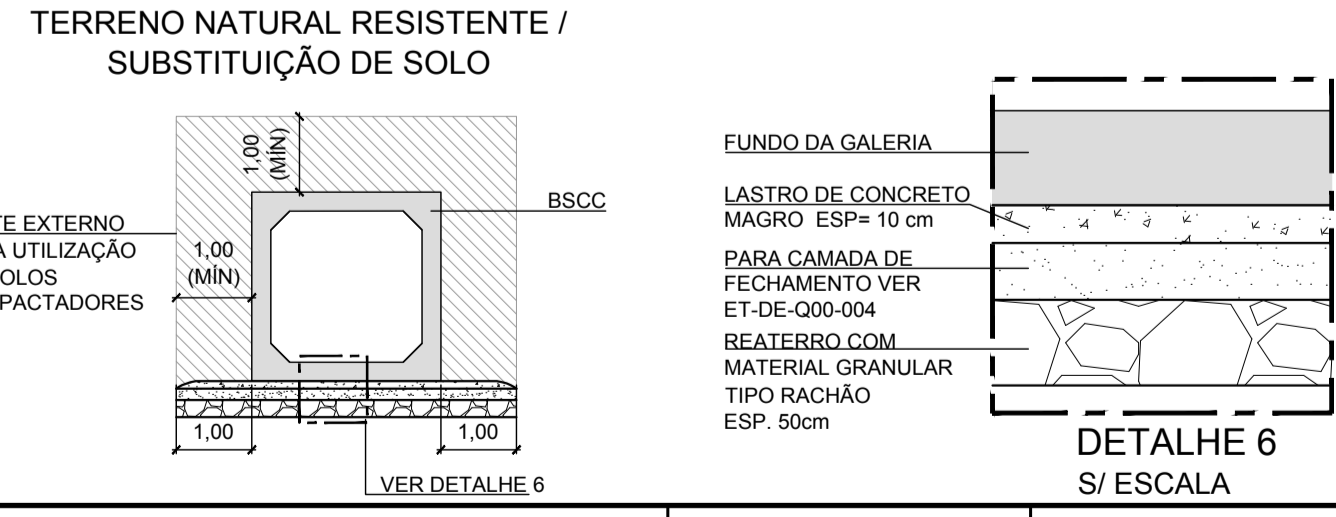 TERRENO NATURAL RESISTENTE /
SUBSTITUIÇÃO DE SOLO
1,00
(MÍN)
BSCC
TE EXTERNO
A UTILIZAÇÃO
OLOS
PACTADORES
1,00
(MÍN)
1,00
1,00
VER DETALHE 6
FUNDO DA GALERIA
LASTRO DE CONCRETO
MAGRO ESP= 10 cm
PARA CAMADA DE
FECHAMENTO VER
ET-DE-Q00-004
REATERRO COM
MATERIAL GRANULAR
TIPO RACHÃO
ESP. 50cm
DETALHE 6
S/ ESCALA